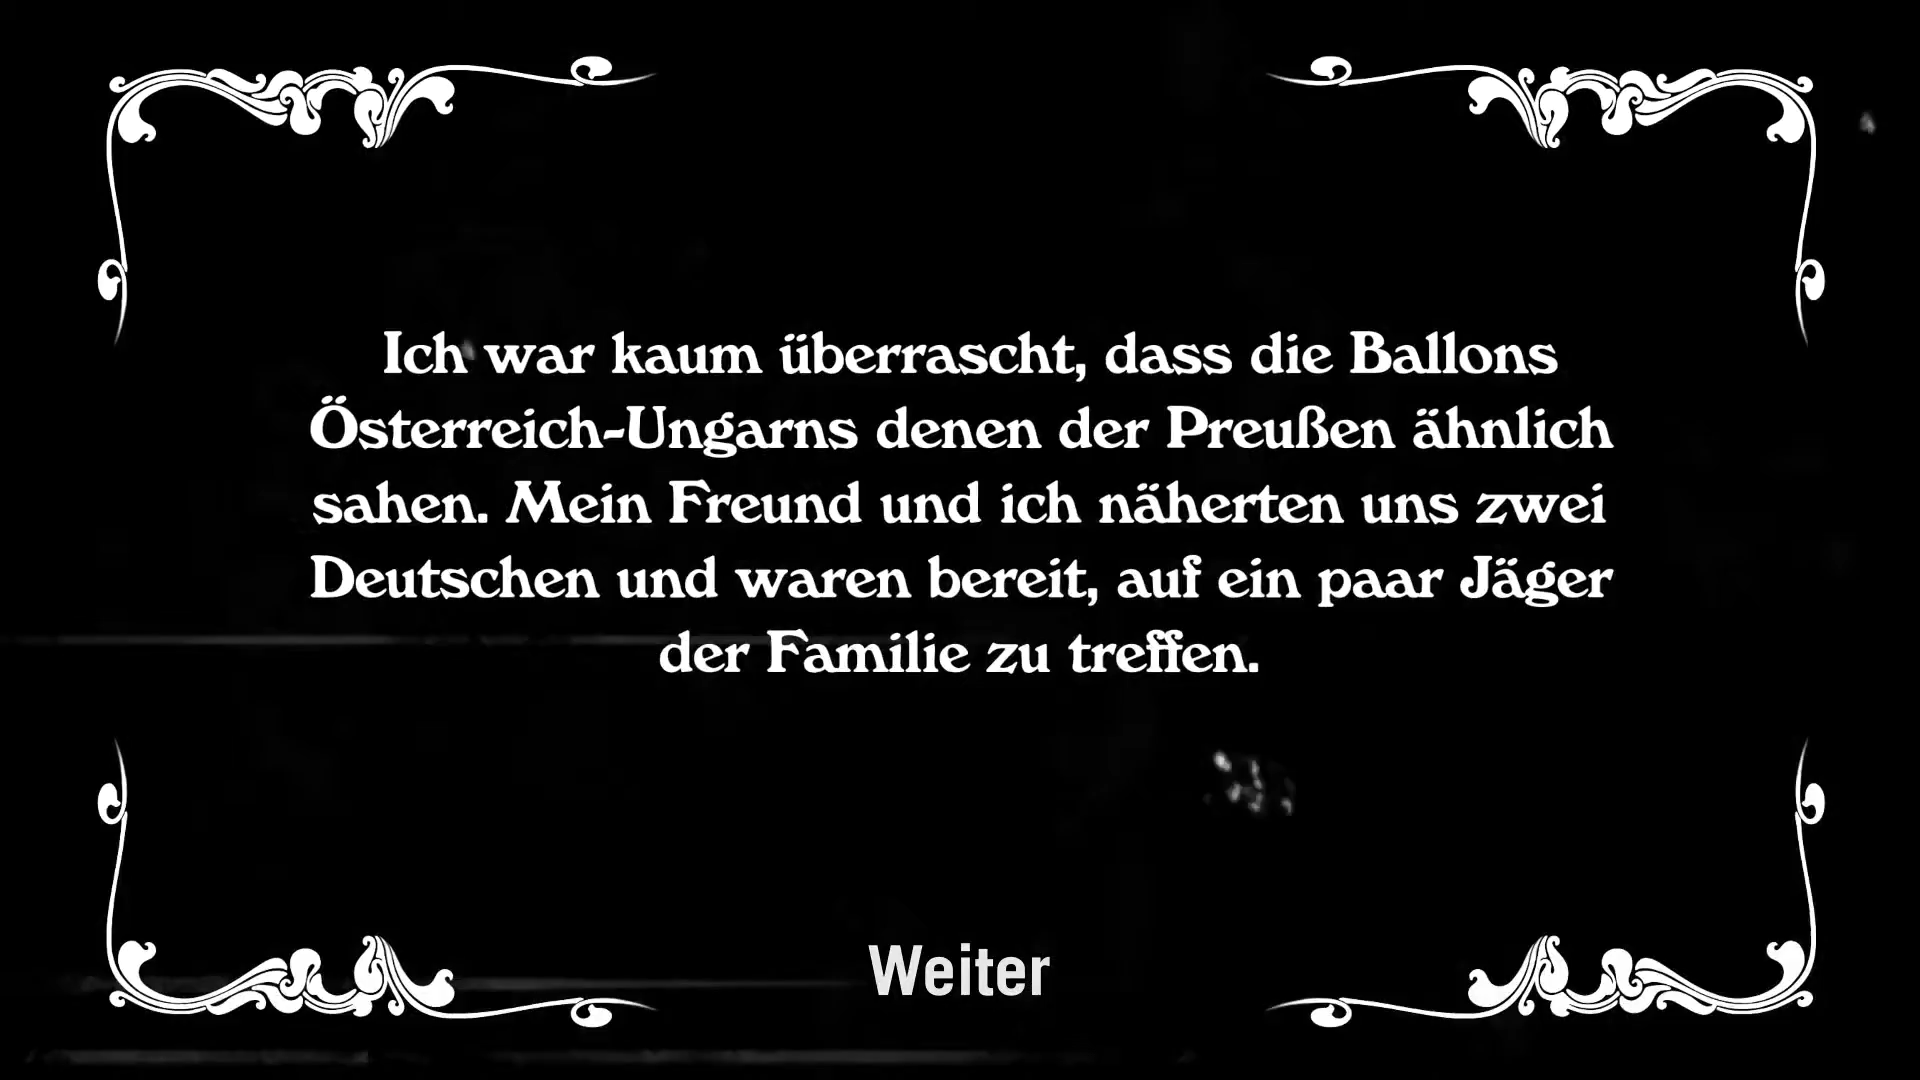 Ich war kaum überrascht, dass die Ballons
Österreich-Ungarns denen der Preußen ähnlich
sahen. Mein Freund und ich näherten uns zwei
Deutschen und waren bereit, auf ein paar Jäger
der Familie zu treffen.
Weiter